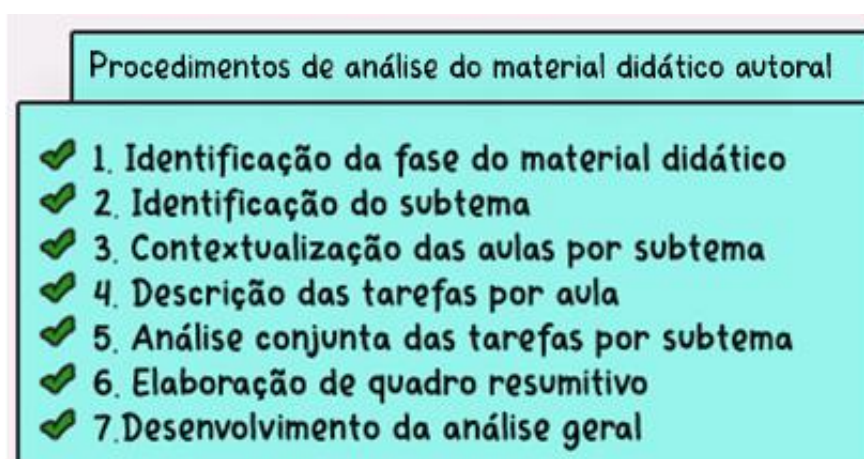 Procedimentos de análise do material didático autoral
1. Identificação da fase do material didático
2. Identificação do subtema
3. Contextualização das aulas por subtema
4. Descrição das tarefas por aula
5. Análise conjunta das tarefas por subtema
6. Elaboração de quadro resumitivo
7.Desenvolvimento da análise geral